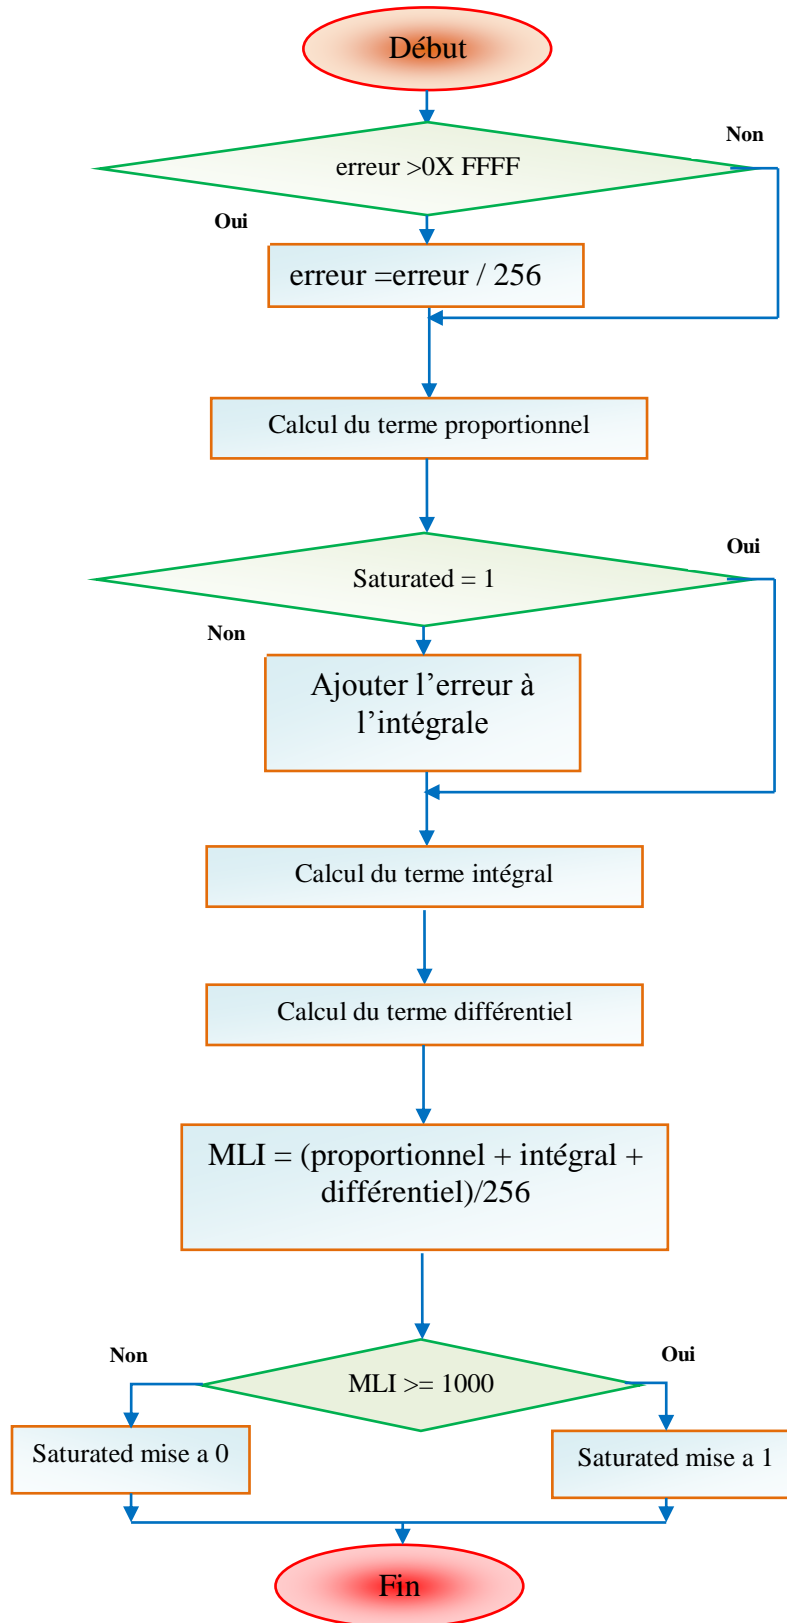 Début
Non
erreur >0X FFFF
Oui
erreur =erreur / 256
Calcul du terme proportionnel
Oui
Saturated = 1
Non
Ajouter l’erreur à
l’intégrale
Calcul du terme intégral
Calcul du terme différentiel
MLI = (proportionnel + intégral +
différentiel)/256
Non
Oui
MLI >= 1000
Saturated mise a 0
Saturated mise a 1
Fin